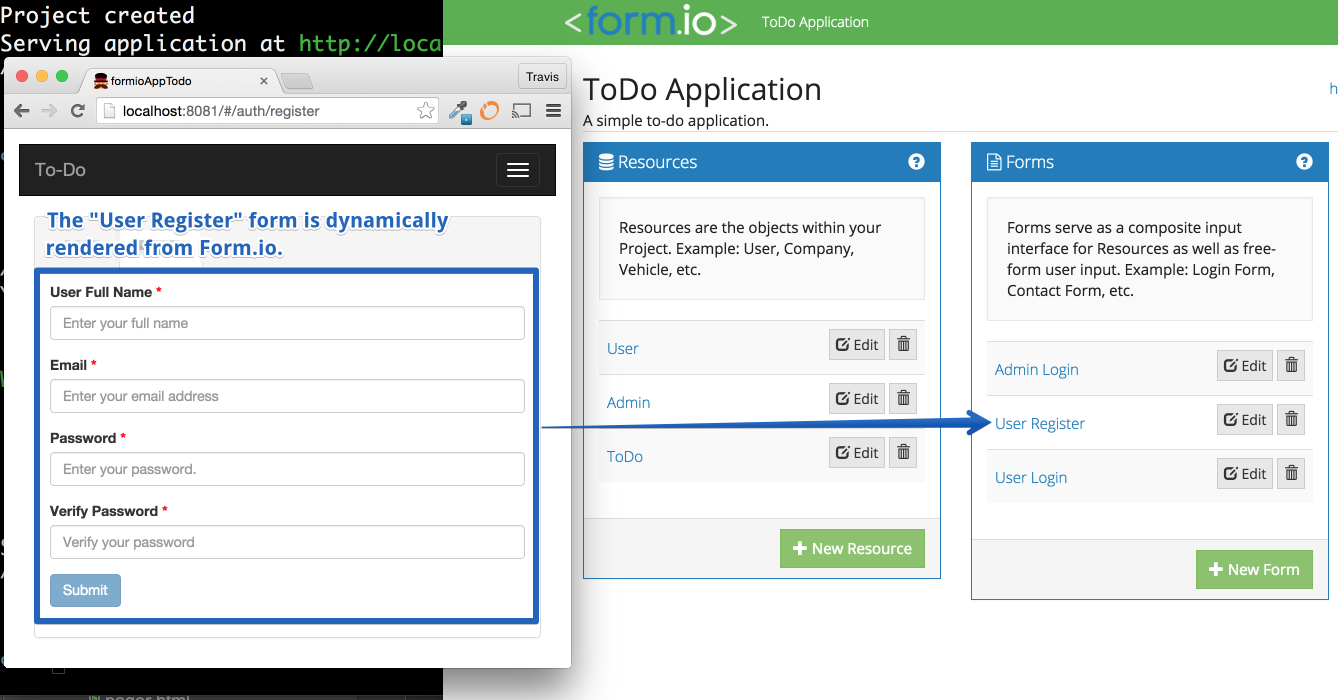 Project created
Serving application at http://loca
formioAppTodo
Travis
localhost:8081/#/auth/register
To-Do
The "User Register" form is dynamically
rendered from Form.io.
User Full Name *
Enter your full name
Email *
Enter your email address
Password *
Enter your password.
Verify Password *
Verify your password
Submit
<form.io>
ToDo Application
ToDo Application
h
A simple to-do application.
Resources
?
Resources are the objects within your
Project. Example: User, Company,
Vehicle, etc.
User
Edit
Admin
Edit
ToDo
Edit
+ New Resource
Forms
?
Forms serve as a composite input
interface for Resources as well as free-
form user input. Example: Login Form,
Contact Form, etc.
Admin Login
Edit
User Register
Edit
User Login
Edit
+ New Form